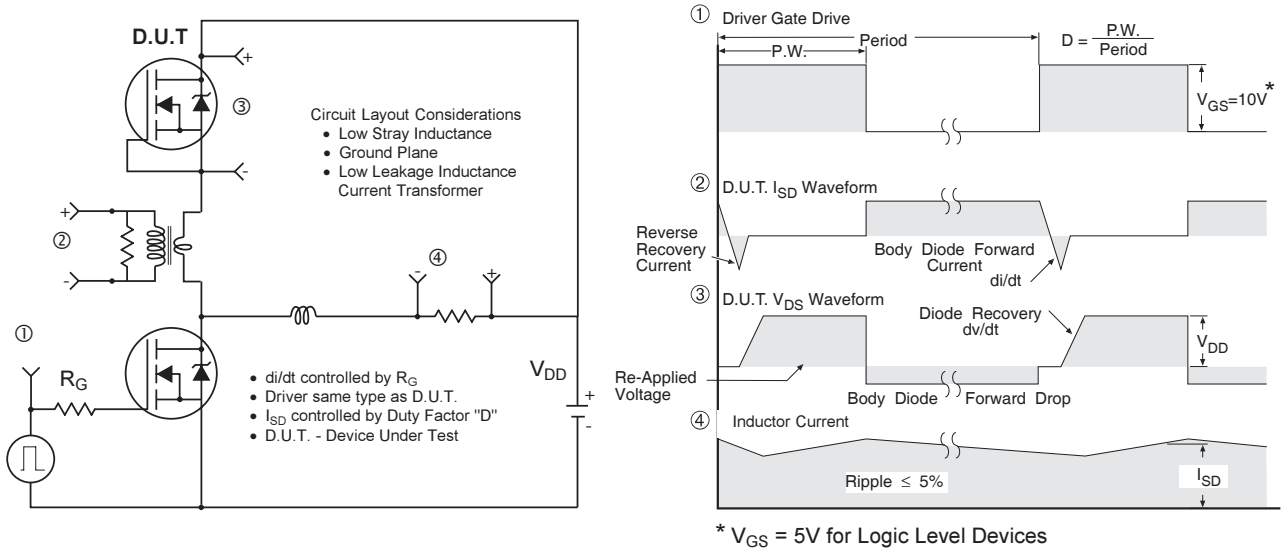 D.U.T
+
③
-
Circuit Layout Considerations
• Low Stray Inductance
• Ground Plane
• Low Leakage Inductance
Current Transformer
+
②
-
④
-
+
①
R_G
V_DD
+
-
• di/dt controlled by R_G
• Driver same type as D.U.T.
• I_SD controlled by Duty Factor "D"
• D.U.T. - Device Under Test
① Driver Gate Drive
P.W.
Period
D = P.W. / Period
V_GS=10V*
② D.U.T. I_SD Waveform
Reverse
Recovery
Current
Body Diode Forward
Current
di/dt
③ D.U.T. V_DS Waveform
Diode Recovery
dv/dt
V_DD
Re-Applied
Voltage
Body Diode Forward Drop
④ Inductor Current
Ripple ≤ 5%
I_SD
* V_GS = 5V for Logic Level Devices